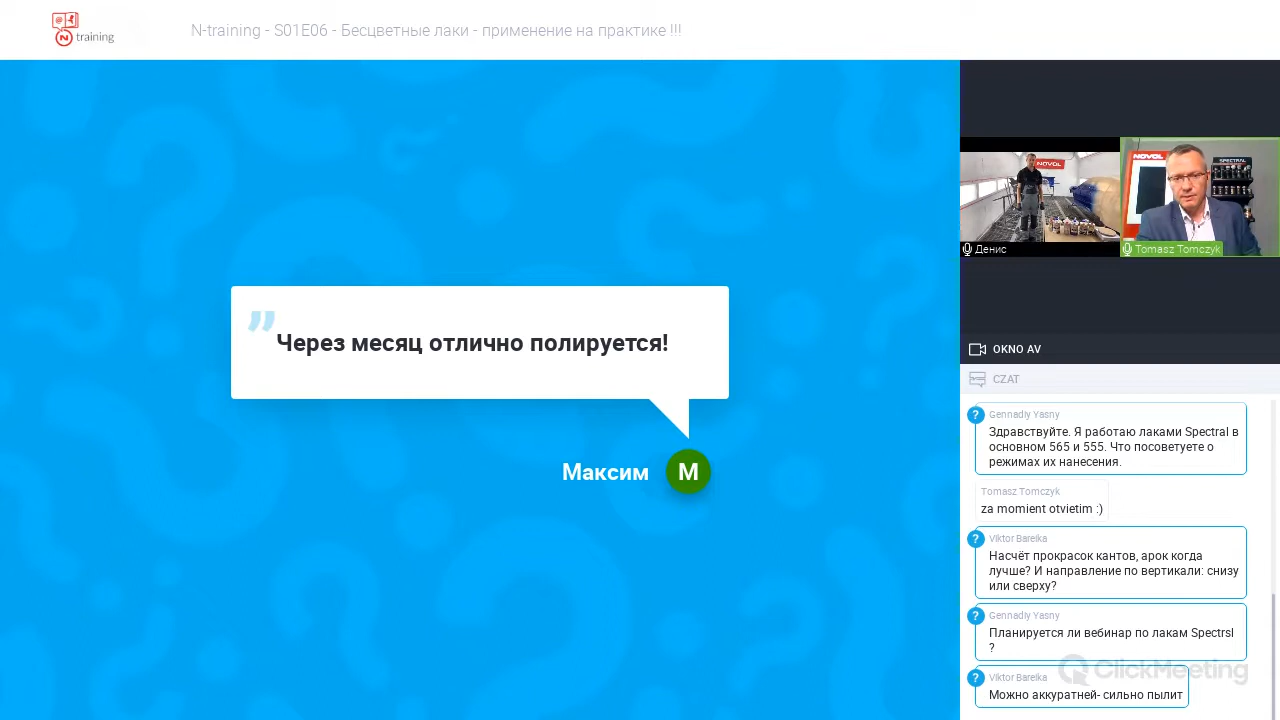 training
N-training - S01E06 - Бесцветные лаки - применение на практике !!!
Через месяц отлично полируется!
Максим
M
NOVOL
Денис
NOVOL
SPECTRAL
Tomasz Tomczyk
OKNO AV
CZAT
?
Gennadiy Yasny
Здравствуйте. Я работаю лаками Spectral в
основном 565 и 555. Что посоветуете о
режимах их нанесения.
Tomasz Tomczyk
za momient otvietim :)
?
Viktor Bareika
Насчёт прокрасок кантов, арок когда
лучше? И направление по вертикали: снизу
или сверху?
?
Gennadiy Yasny
Планируется ли вебинар по лакам Spectrsl
?
ClickMeeting
?
Viktor Bareika
Можно аккуратней- сильно пылит